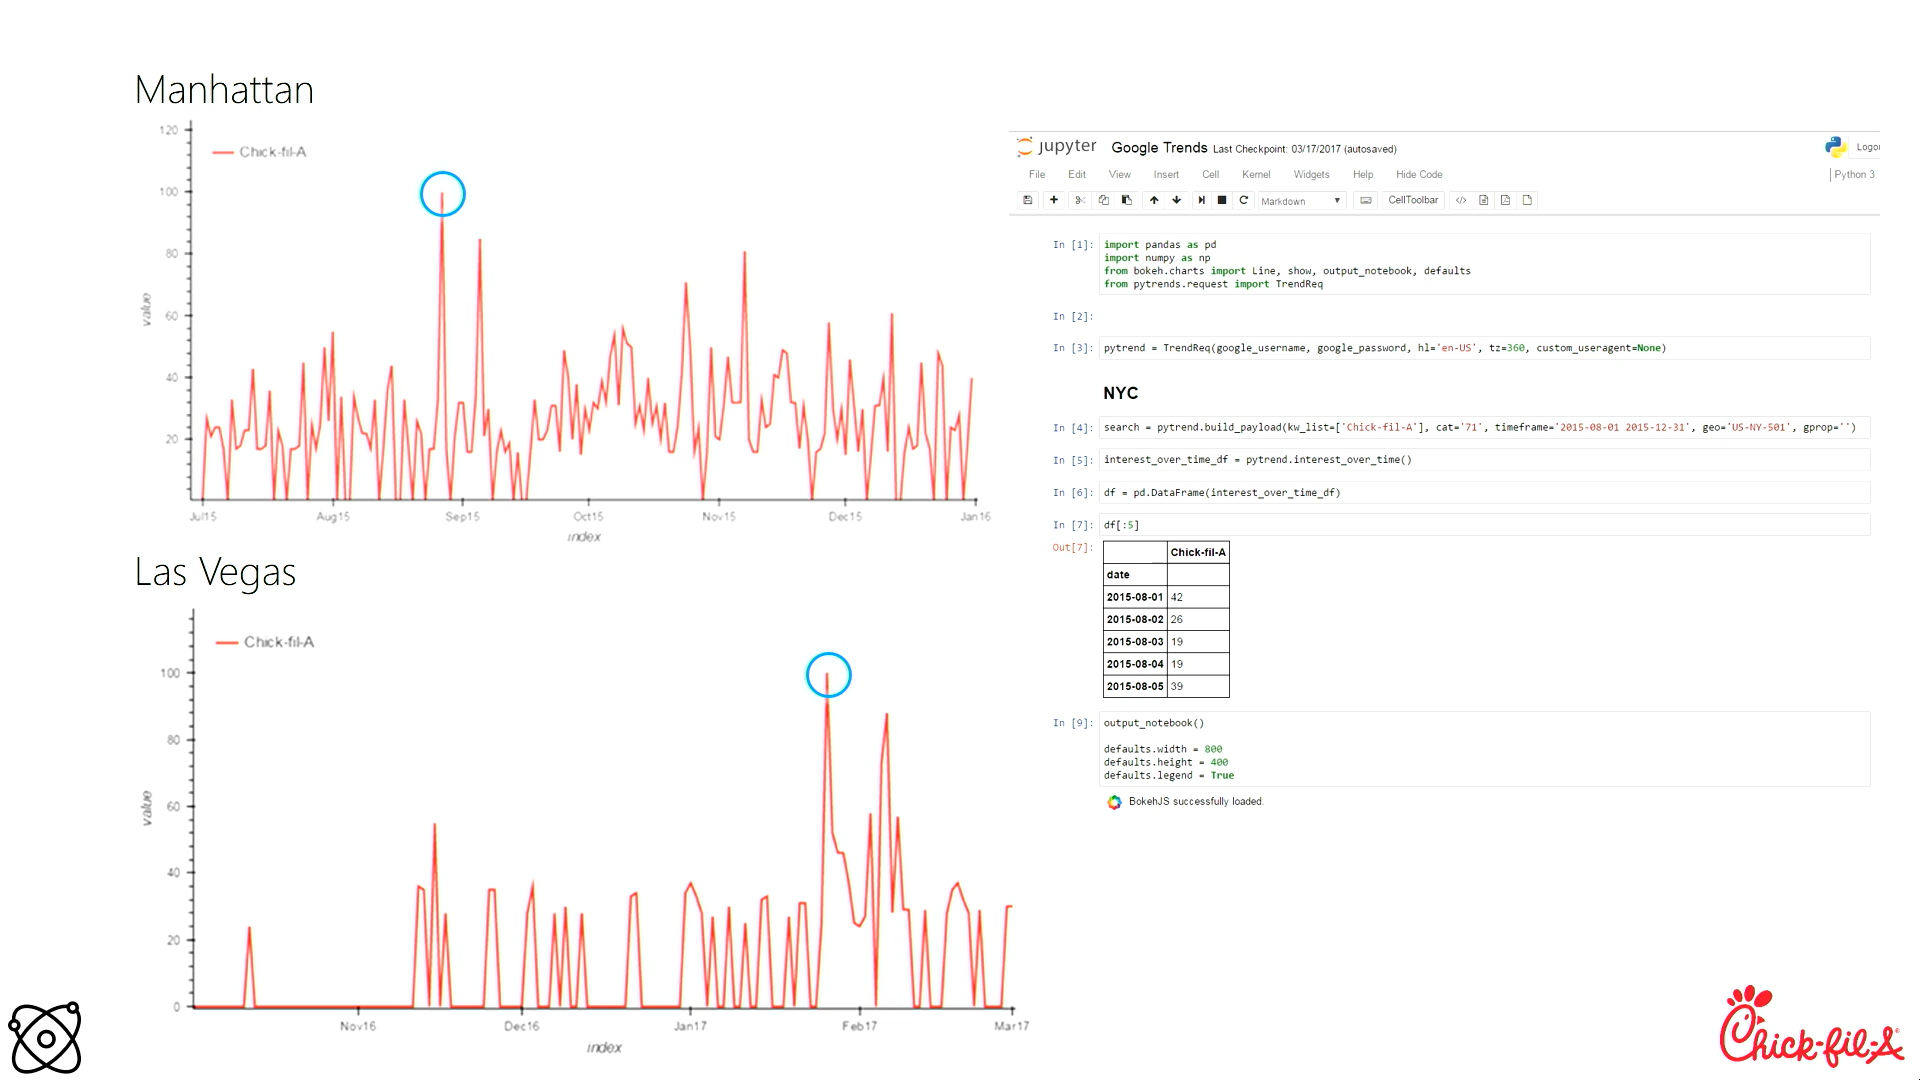 Manhattan
120
Chick-fil-A
100
80
value
60
40
20
Jul15 Aug15 Sep15 Oct15 Nov15 Dec15 Jan16
index
Las Vegas
Chick-fil-A
100
80
value
60
40
20
0
Nov16 Dec16 Jan17 Feb17 Mar17
index
jupyter Google Trends Last Checkpoint: 03/17/2017 (autosaved) Logo
File Edit View Insert Cell Kernel Widgets Help Hide Code Python 3
Markdown CellToolbar
In [1]: import pandas as pd
import numpy as np
from bokeh.charts import Line, show, output_notebook, defaults
from pytrends.request import TrendReq
In [2]:
In [3]: pytrend = TrendReq(google_username, google_password, hl='en-US', tz=360, custom_useragent=None)
NYC
In [4]: search = pytrend.build_payload(kw_list=['Chick-fil-A'], cat='71', timeframe='2015-08-01 2015-12-31', geo='US-NY-501', gprop='')
In [5]: interest_over_time_df = pytrend.interest_over_time()
In [6]: df = pd.DataFrame(interest_over_time_df)
In [7]: df[:5]
Out[7]: Chick-fil-A
date
2015-08-01 42
2015-08-02 26
2015-08-03 19
2015-08-04 19
2015-08-05 39
In [9]: output_notebook()
defaults.width = 800
defaults.height = 400
defaults.legend = True
BokehJS successfully loaded.
Chick-fil-A